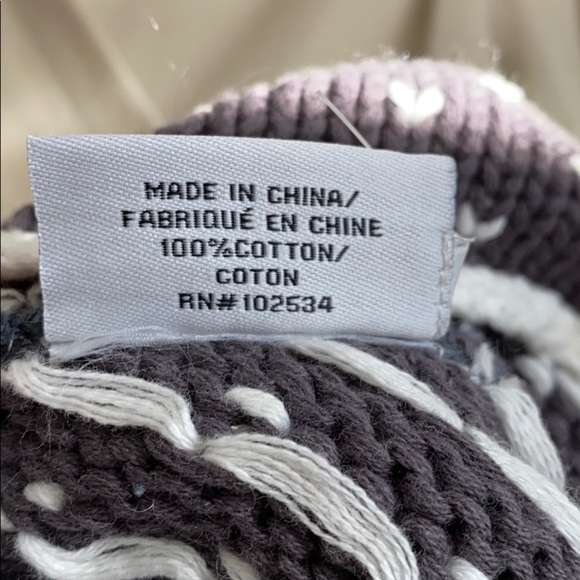 MADE IN CHINA/
FABRIQUÉ EN CHINE
100%COTTON/
COTON
RN#102534